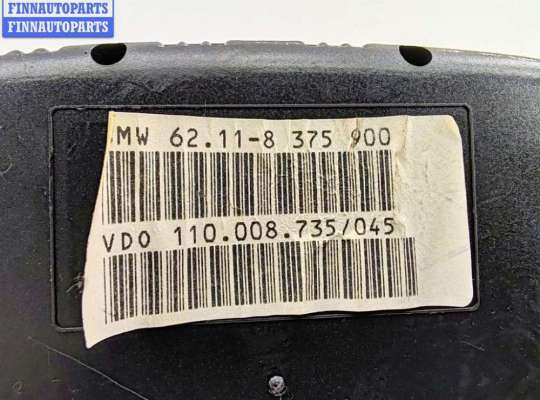 FINNAUTOPARTS
FINNAUTOPARTS
MW 62.11-8 375 900
VDO 110.008.735/045